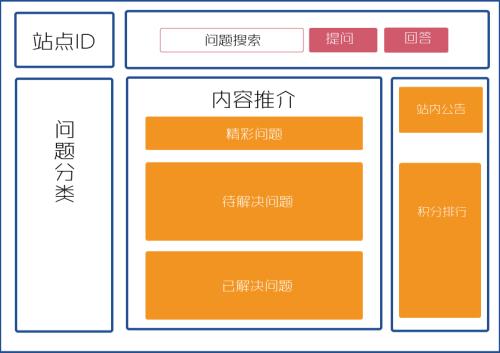 站点ID
问题搜索
提问
回答
问题分类
内容推介
精彩问题
待解决问题
已解决问题
站内公告
积分排行